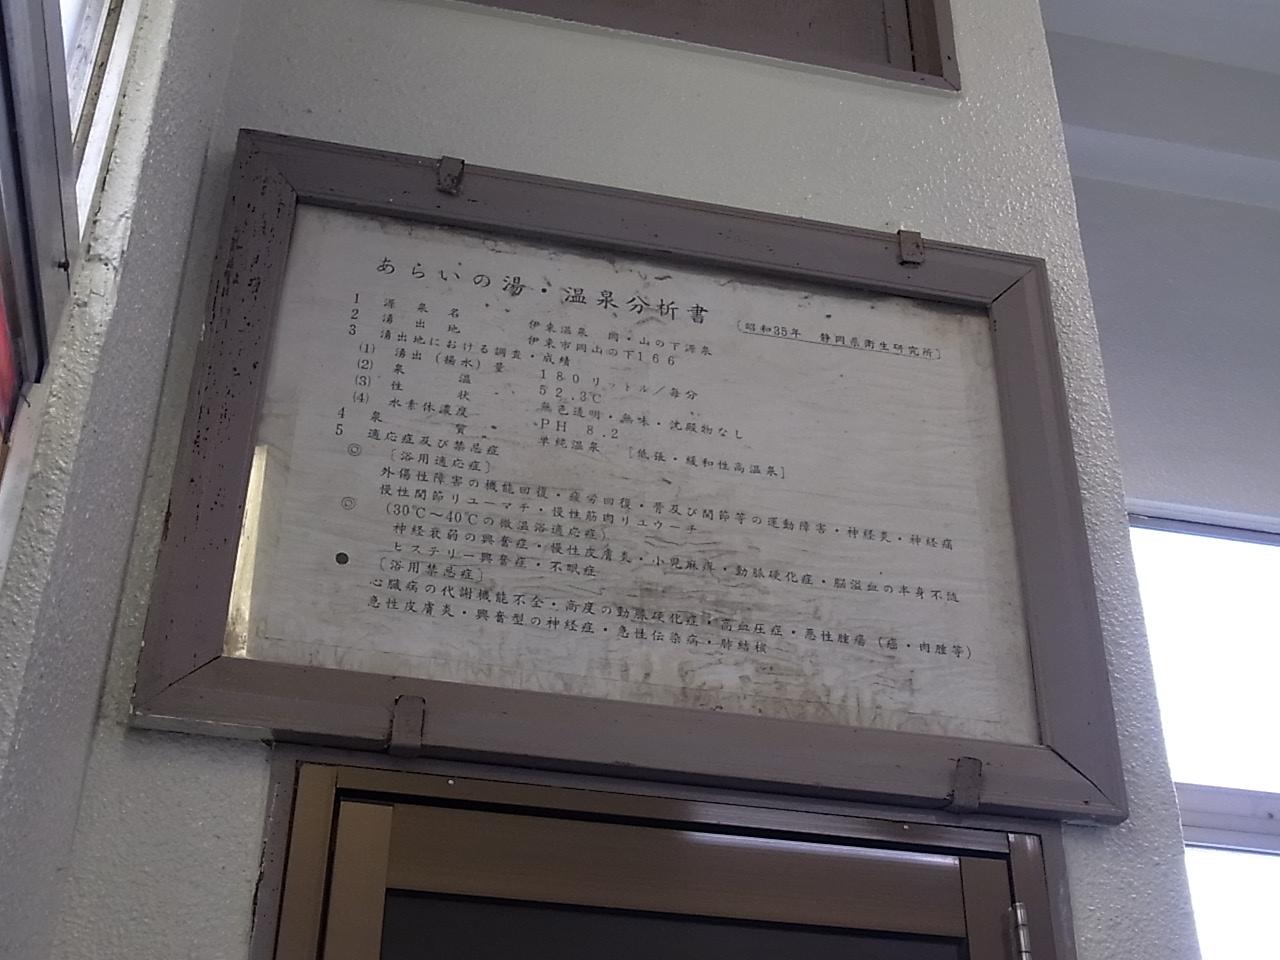 あらいの湯・温泉分析書
〔昭和35年 静岡県衛生研究所〕
1 源泉名 伊東温泉 岡・山の下源泉
2 湧出地 伊東市岡山の下166
3 湧出地における調査・成績
(1) 湧出(揚水)量 180リットル/毎分
(2) 泉温 52.3℃
(3) 性状 無色透明・無味・沈殿物なし
(4) 水素体濃度 PH 8.2
4 泉質 単純温泉 [低張・緩和性高温泉]
5 適応症及び禁忌症
◎ 〔浴用適応症〕
外傷性障害の機能回復・疲労回復・骨及び関節等の運動障害・神経炎・神経痛
慢性関節リユーマチ・慢性筋肉リュウーチ
◎ (30℃～40℃の微温浴適応症)
神経衰弱の興奮症・慢性皮膚炎・小児麻痺・動脈硬化症・脳溢血の半身不随
ヒステリー興奮症・不眠症
● 〔浴用禁忌症〕
心臓病の代謝機能不全・高度の動脈硬化症・高血圧症・悪性腫瘍(癌・肉腫等)
急性皮膚炎・興奮型の神経症・急性伝染病・肺結核